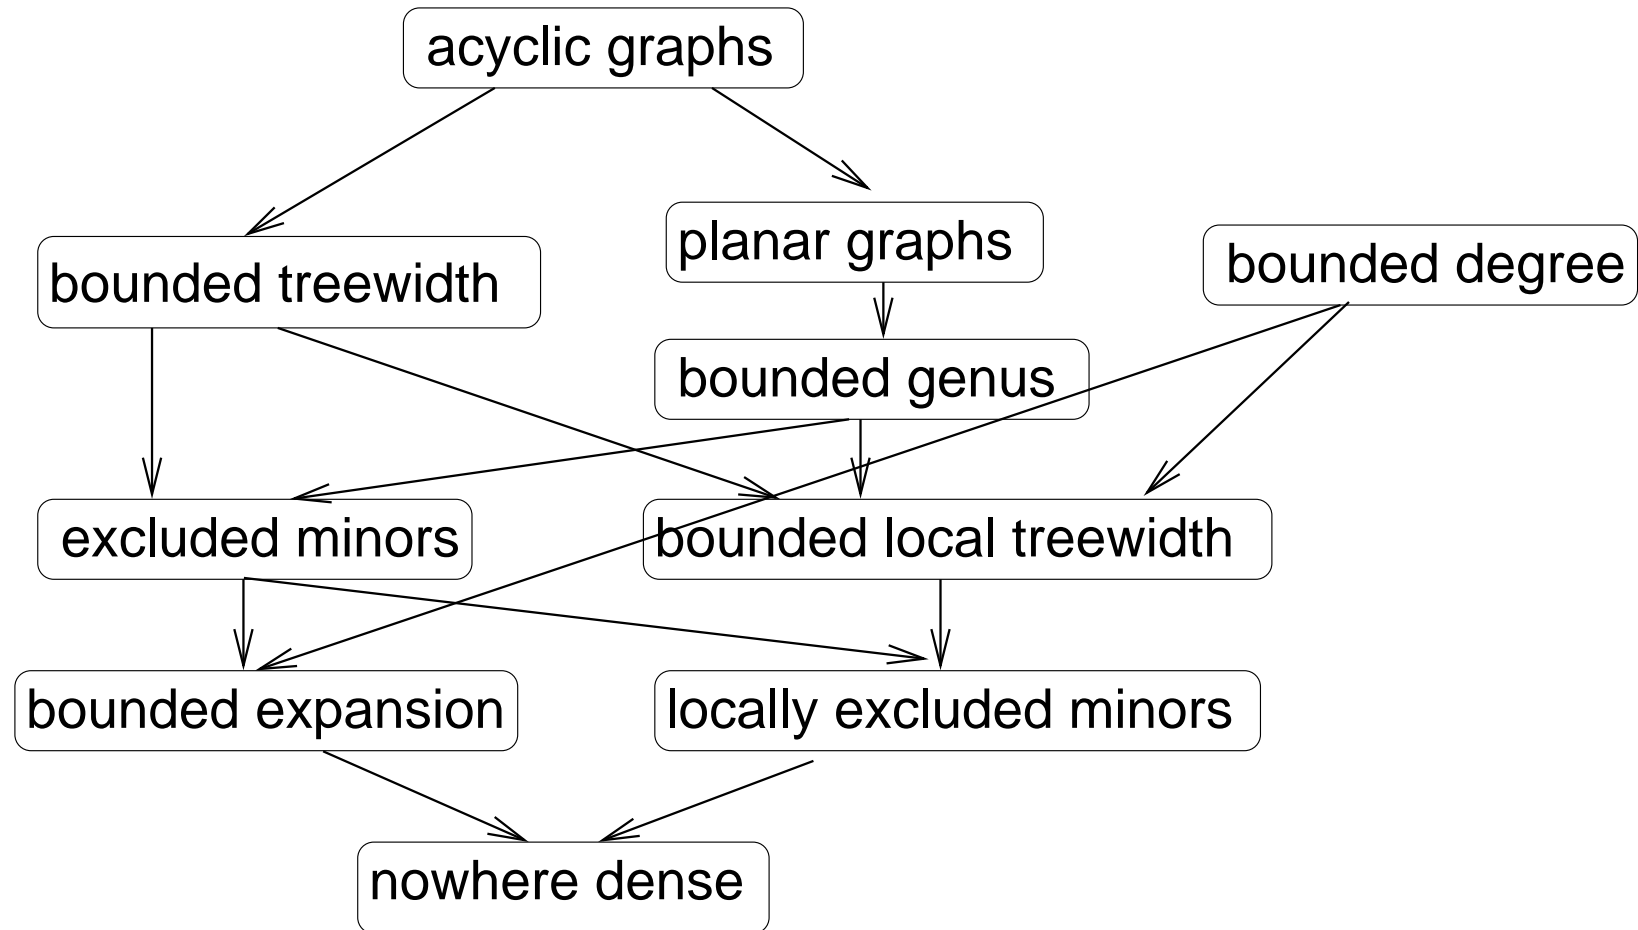 acyclic graphs
planar graphs
bounded degree
bounded treewidth
bounded genus
excluded minors
bounded local treewidth
bounded expansion
locally excluded minors
nowhere dense